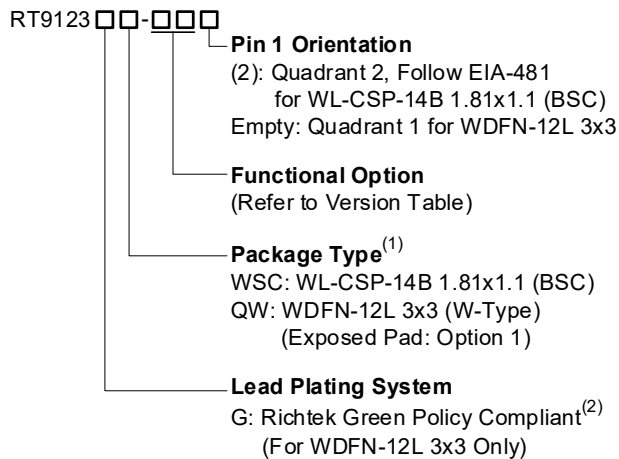 RT9123□□-□□□
Pin 1 Orientation
(2): Quadrant 2, Follow EIA-481
for WL-CSP-14B 1.81x1.1 (BSC)
Empty: Quadrant 1 for WDFN-12L 3x3
Functional Option
(Refer to Version Table)
Package Type(1)
WSC: WL-CSP-14B 1.81x1.1 (BSC)
QW: WDFN-12L 3x3 (W-Type)
(Exposed Pad: Option 1)
Lead Plating System
G: Richtek Green Policy Compliant(2)
(For WDFN-12L 3x3 Only)